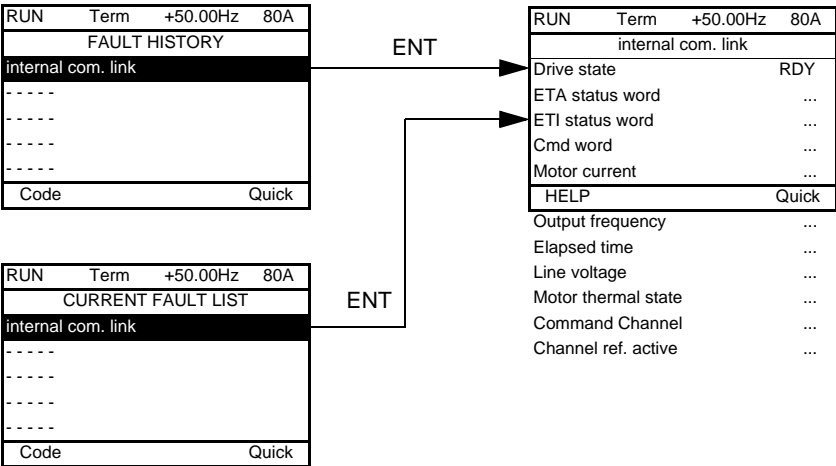 RUN Term +50.00Hz 80A
FAULT HISTORY
internal com. link
- - - - -
- - - - -
- - - - -
- - - - -
Code Quick
ENT
RUN Term +50.00Hz 80A
CURRENT FAULT LIST
internal com. link
- - - - -
- - - - -
- - - - -
- - - - -
Code Quick
ENT
RUN Term +50.00Hz 80A
internal com. link
Drive state RDY
ETA status word ...
ETI status word ...
Cmd word ...
Motor current ...
HELP Quick
Output frequency ...
Elapsed time ...
Line voltage ...
Motor thermal state ...
Command Channel ...
Channel ref. active ...